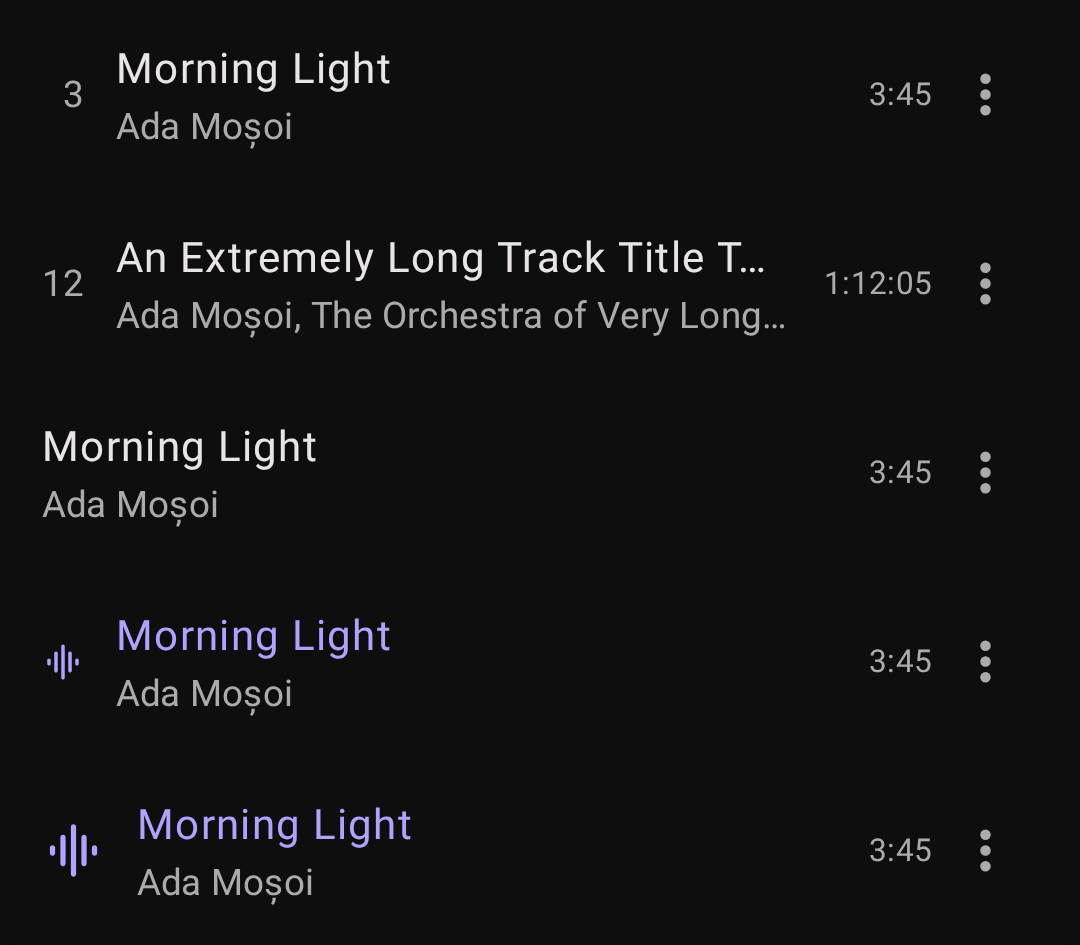 3
Morning Light
3:45
Ada Moșoi
12
An Extremely Long Track Title T…
1:12:05
Ada Moșoi, The Orchestra of Very Long…
Morning Light
3:45
Ada Moșoi
Morning Light
3:45
Ada Moșoi
Morning Light
3:45
Ada Moșoi